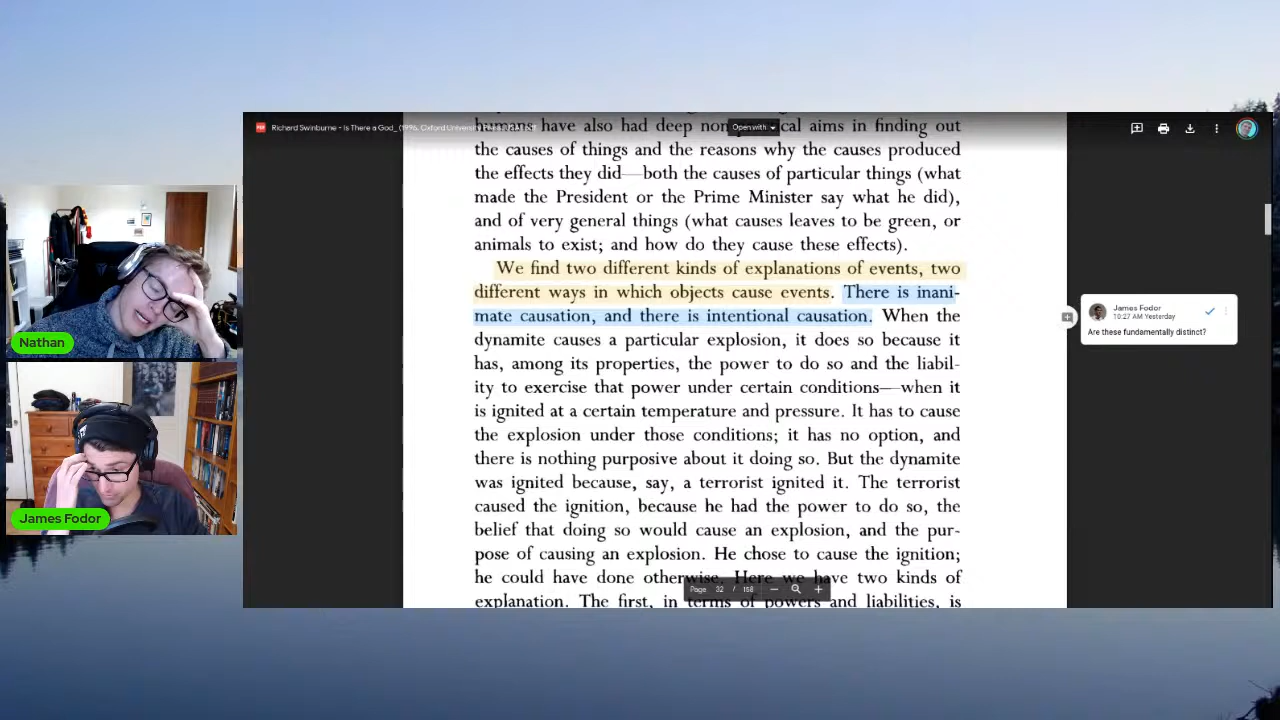 Richard Swinburne - Is There a God_ (1996, Oxford University Press, USA).pdf
Open with
humans have also had deep non-practical aims in finding out
the causes of things and the reasons why the causes produced
the effects they did—both the causes of particular things (what
made the President or the Prime Minister say what he did),
and of very general things (what causes leaves to be green, or
animals to exist; and how do they cause these effects).
We find two different kinds of explanations of events, two
different ways in which objects cause events. There is inani-
mate causation, and there is intentional causation. When the
dynamite causes a particular explosion, it does so because it
has, among its properties, the power to do so and the liabil-
ity to exercise that power under certain conditions—when it
is ignited at a certain temperature and pressure. It has to cause
the explosion under those conditions; it has no option, and
there is nothing purposive about it doing so. But the dynamite
was ignited because, say, a terrorist ignited it. The terrorist
caused the ignition, because he had the power to do so, the
belief that doing so would cause an explosion, and the pur-
pose of causing an explosion. He chose to cause the ignition;
he could have done otherwise. Here we have two kinds of
explanation. The first, in terms of powers and liabilities, is
Page 32 / 158
James Fodor
10:27 AM Yesterday
Are these fundamentally distinct?
Nathan
James Fodor